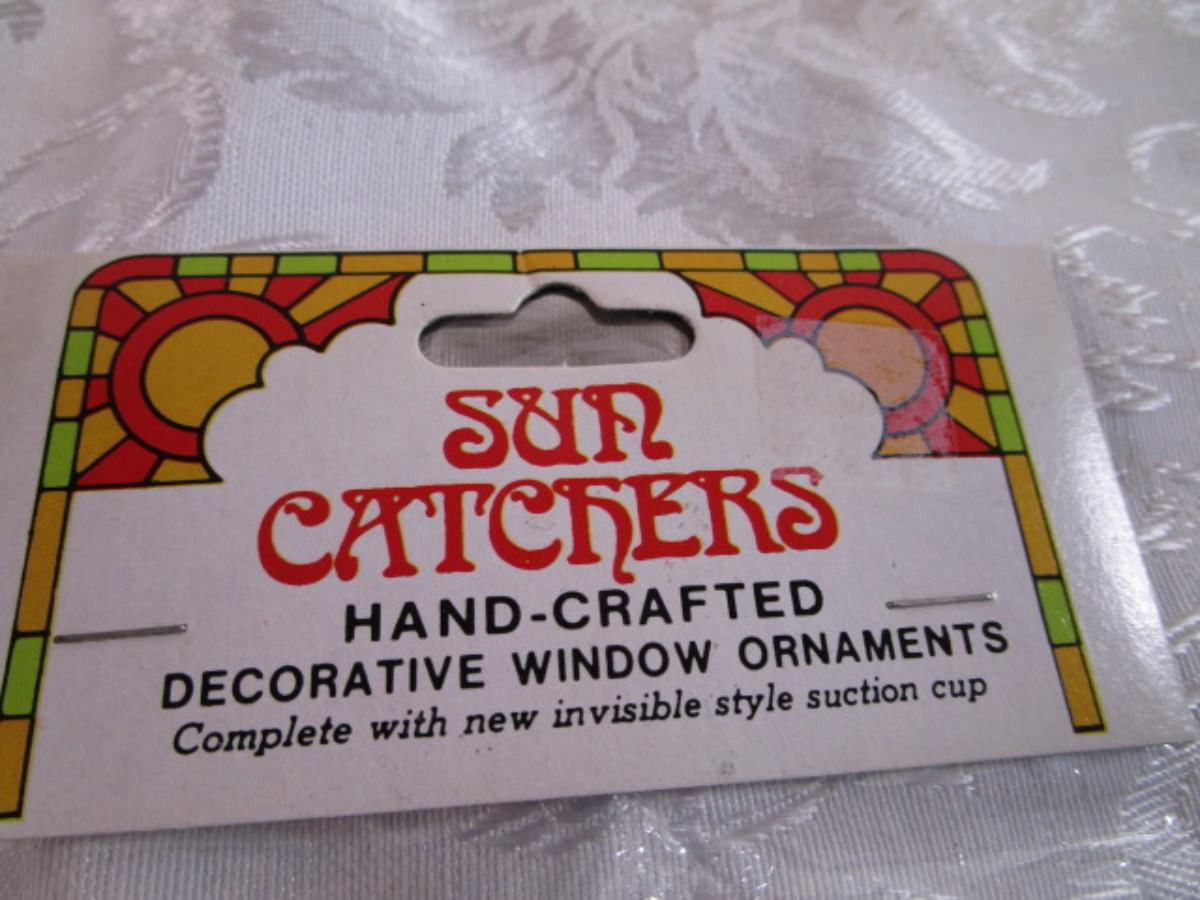 SUN
CATCHERS
HAND-CRAFTED
DECORATIVE WINDOW ORNAMENTS
Complete with new invisible style suction cup